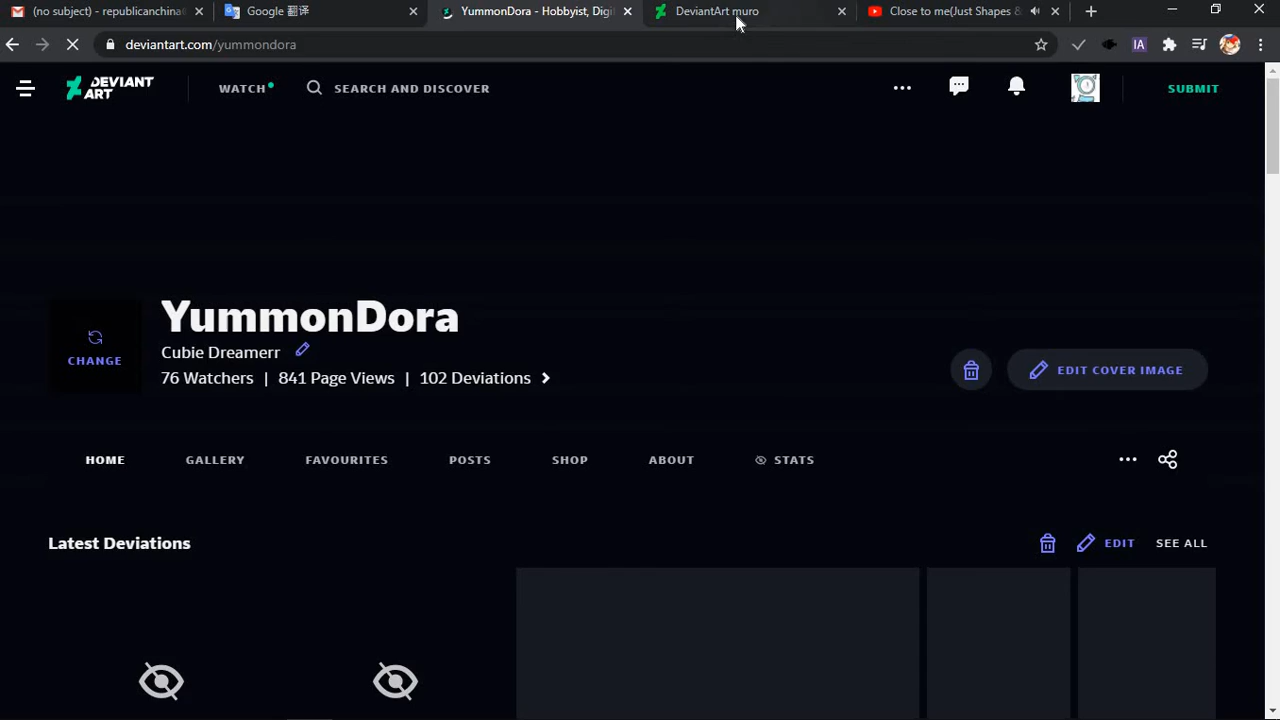 (no subject) - republicanchina
Google 翻译
YummonDora - Hobbyist, Digi
DeviantArt muro
Close to me(Just Shapes &
deviantart.com/yummondora
IA
DEVIANT ART
WATCH
SEARCH AND DISCOVER
SUBMIT
CHANGE
YummonDora
Cubie Dreamerr
76 Watchers | 841 Page Views | 102 Deviations
EDIT COVER IMAGE
HOME
GALLERY
FAVOURITES
POSTS
SHOP
ABOUT
STATS
Latest Deviations
EDIT
SEE ALL